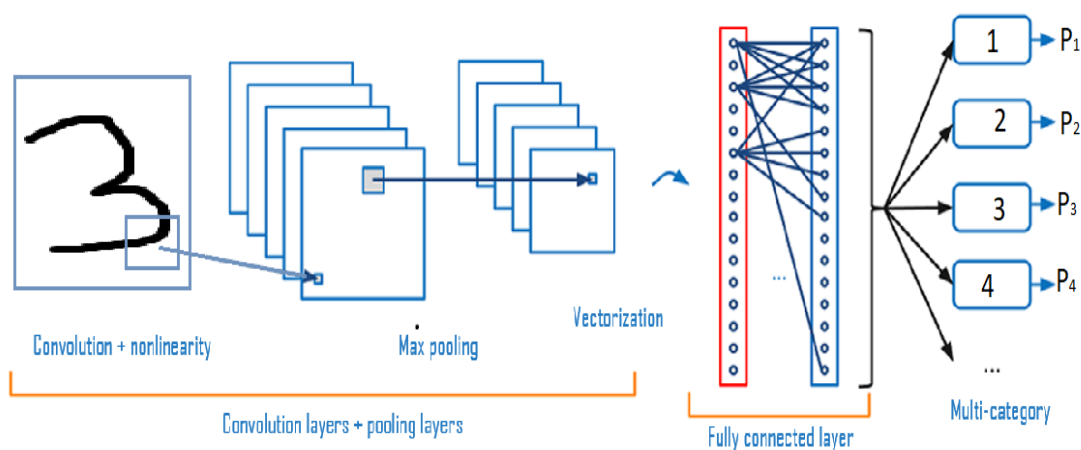 3
Convolution + nonlinearity
Max pooling
Vectorization
Convolution layers + pooling layers
...
Fully connected layer
1 P1
2 P2
3 P3
4 P4
...
Multi-category